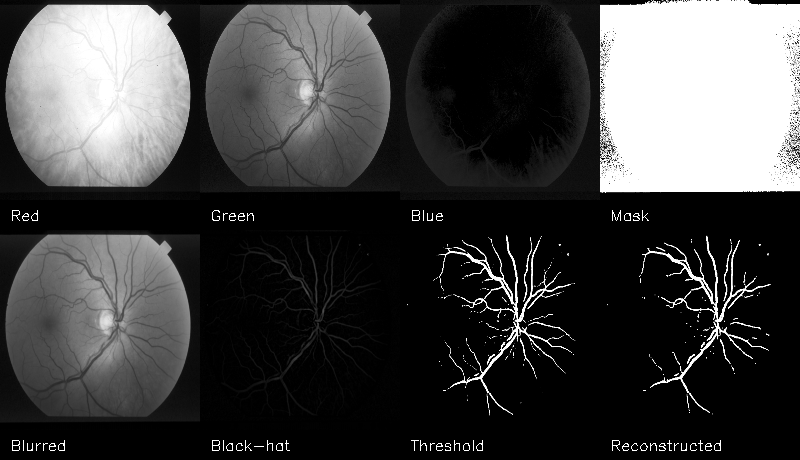 Red
Green
Blue
Mask
Blurred
Black-hat
Threshold
Reconstructed